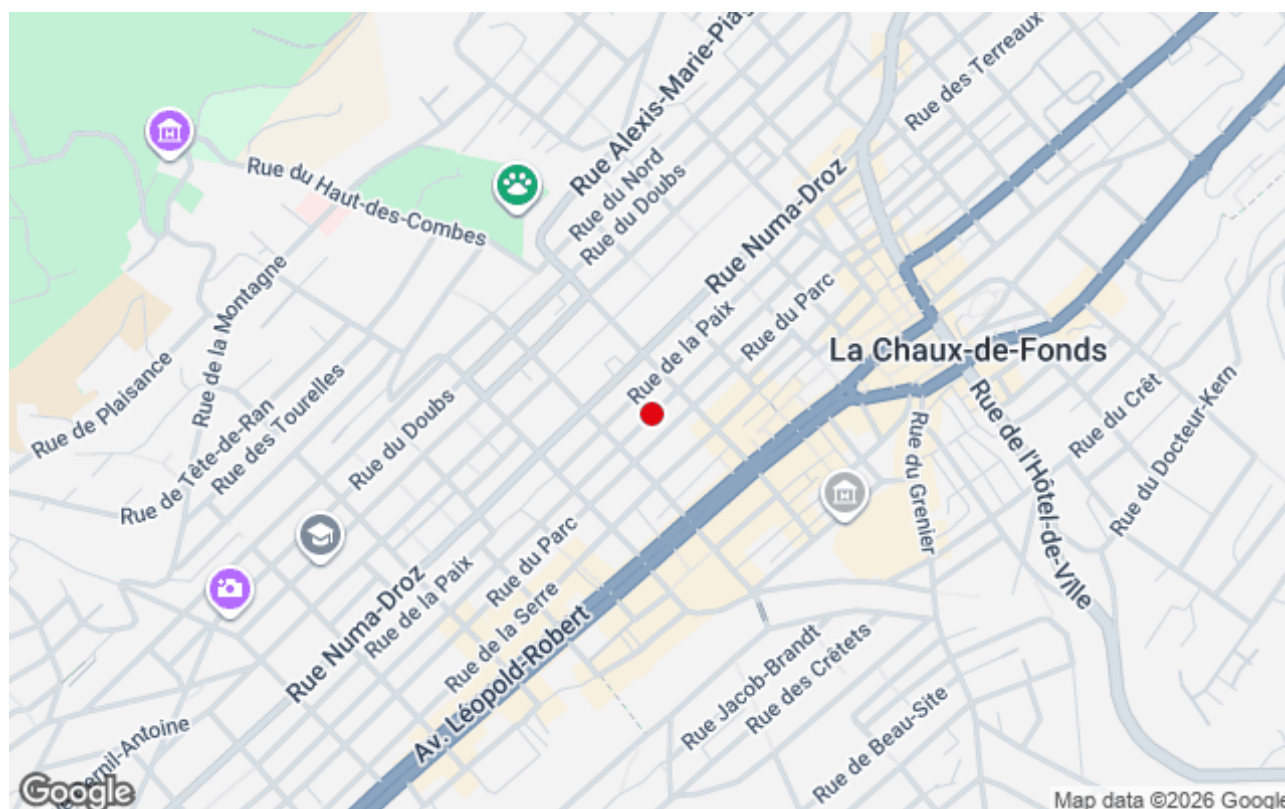 Rue Alexis-Marie-Piag
Rue des Terreaux
Rue du Haut-des-Combes
Rue du Nord
Rue du Doubs
Rue Numa-Droz
Rue de la Montagne
Rue de la Paix
Rue du Parc
La Chaux-de-Fonds
Rue de Plaisance
Rue de Tête-de-Ran
Rue des Tourelles
Rue du Doubs
Rue du Crêt
Rue du Docteur-Kern
Rue de l'Hôtel-de-Ville
Rue du Grenier
Rue du Parc
Rue de la Paix
Rue Numa-Droz
Rue de la Serre
Av. Léopold-Robert
Rue Jacob-Brandt
Rue des Crêtets
Rue de Beau-Site
ernil-Antoine
Google
Map data ©2026 Google